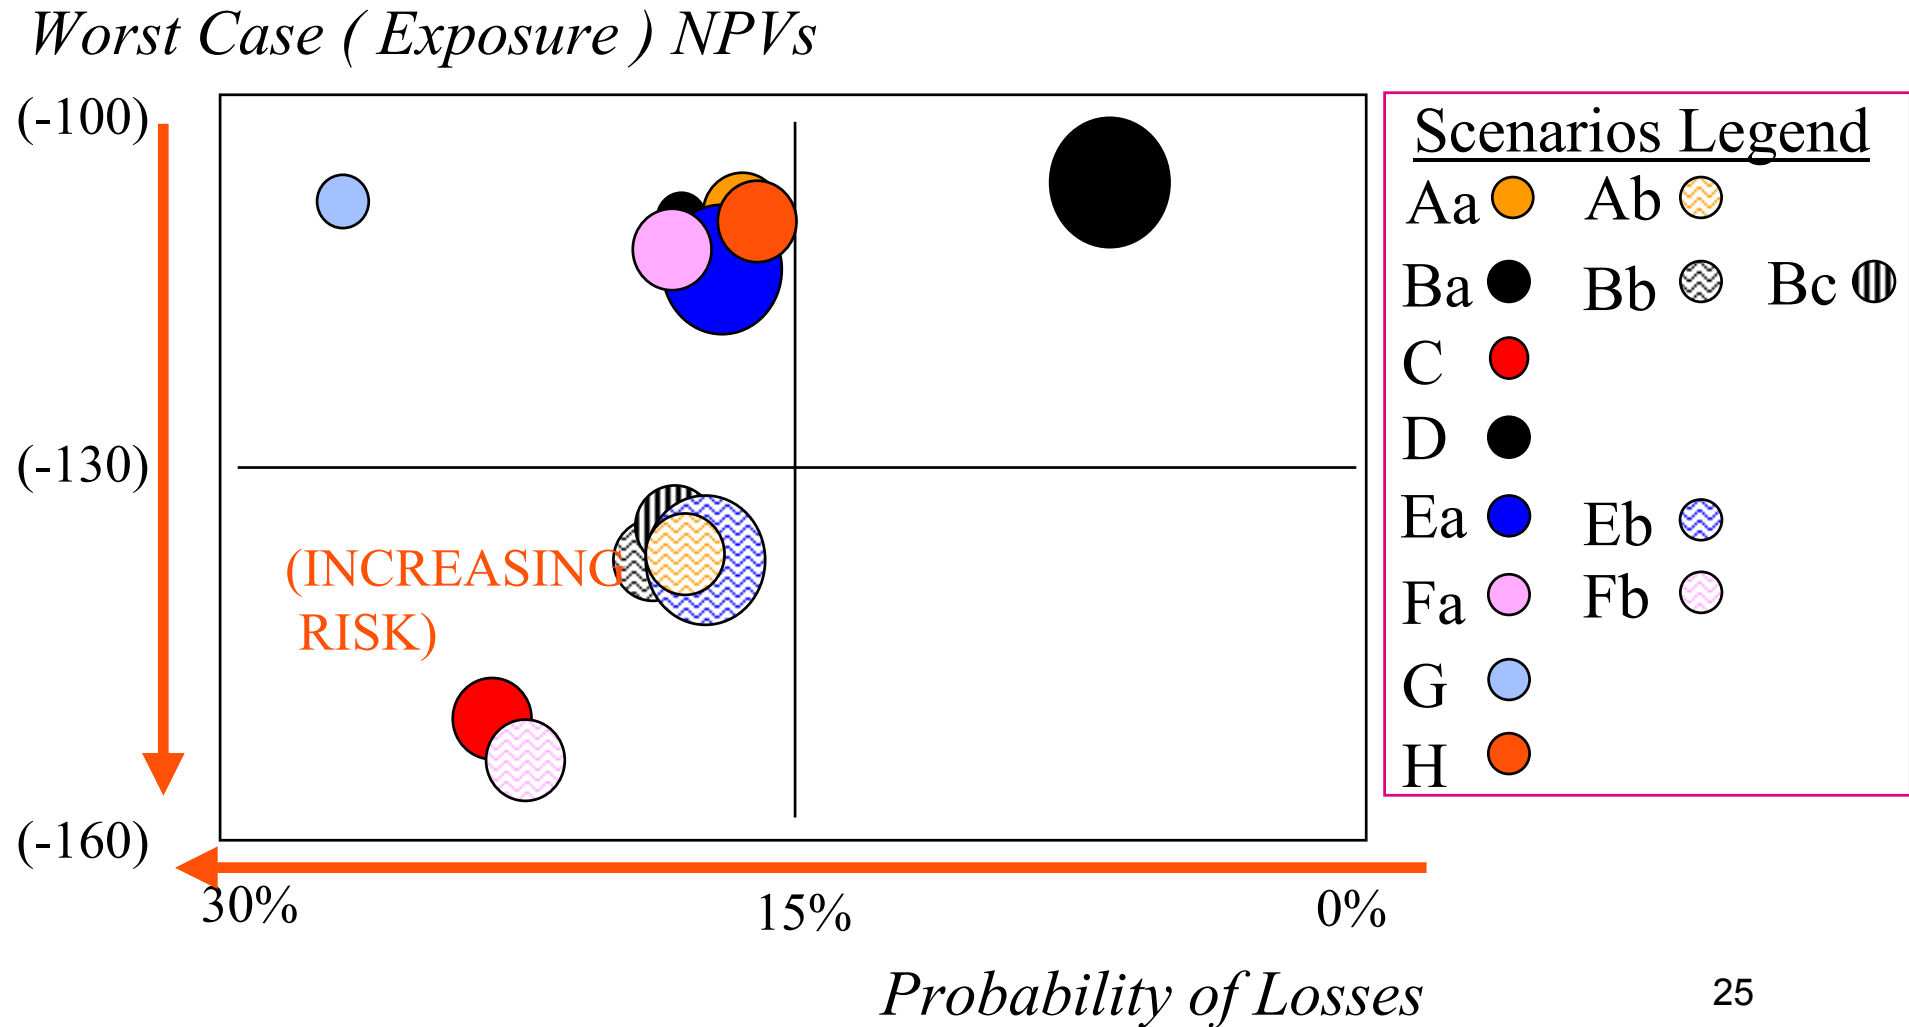 Worst Case ( Exposure ) NPVs
(-100)
(-130)
(-160)
(INCREASING
RISK)
30%
15%
0%
Probability of Losses
Scenarios Legend
Aa Ab
Ba Bb Bc
C
D
Ea Eb
Fa Fb
G
H
25